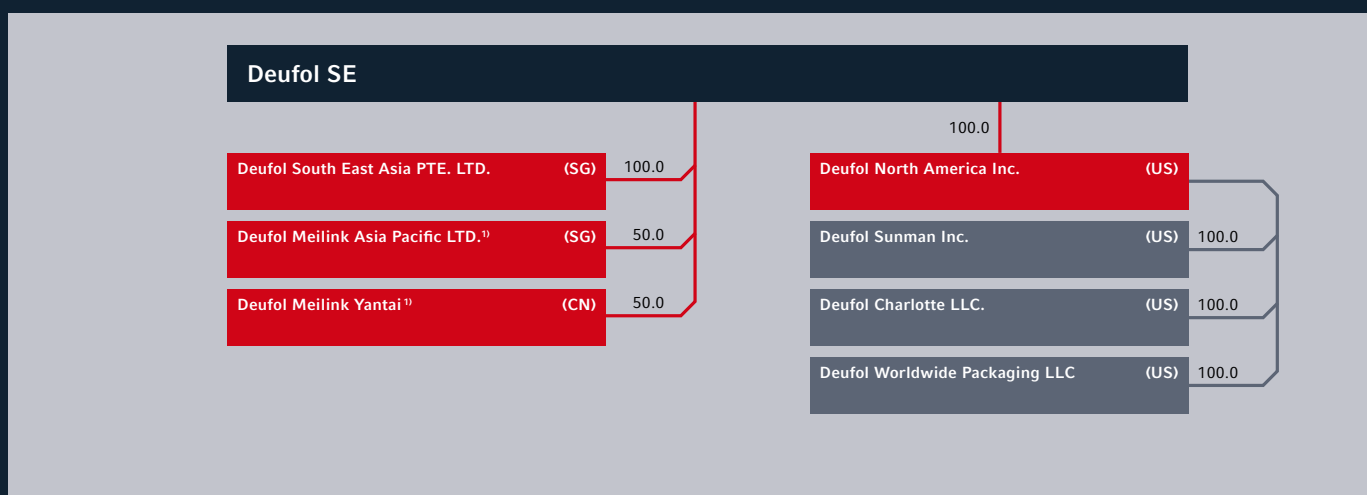 Deufol SE
100.0
Deufol South East Asia PTE. LTD. (SG) 100.0
Deufol Meilink Asia Pacific LTD.¹⁾ (SG) 50.0
Deufol Meilink Yantai¹⁾ (CN) 50.0
Deufol North America Inc. (US)
Deufol Sunman Inc. (US) 100.0
Deufol Charlotte LLC. (US) 100.0
Deufol Worldwide Packaging LLC (US) 100.0